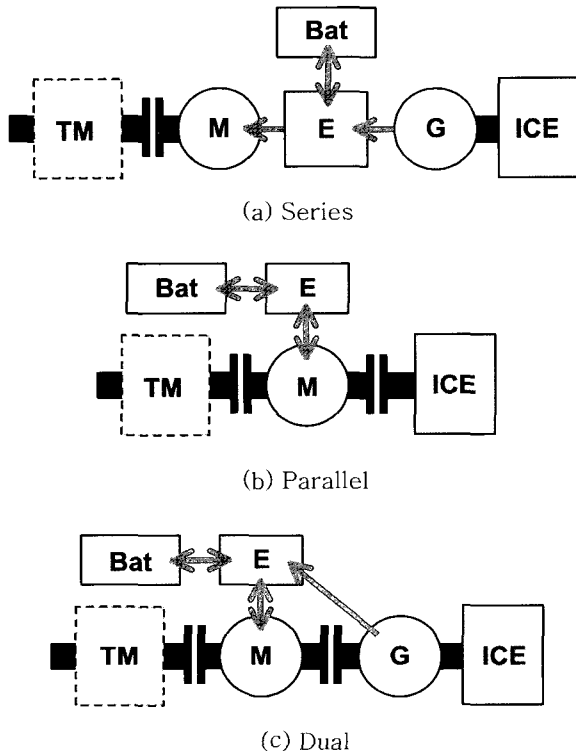 Bat
TM M E G ICE
(a) Series
Bat E
TM M ICE
(b) Parallel
Bat E
TM M G ICE
(c) Dual